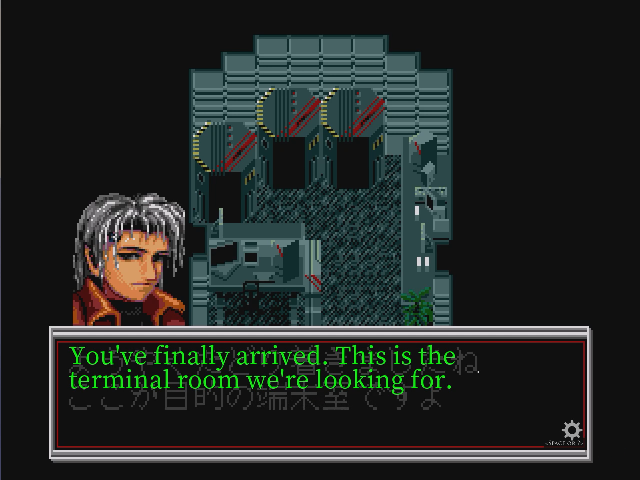 You've finally arrived. This is the
terminal room we're looking for.
ここが目的の端末室ですよ